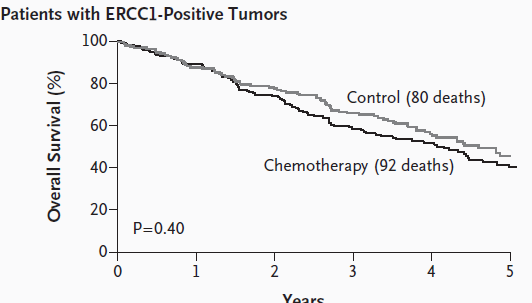 Patients with ERCC1-Positive Tumors
Overall Survival (%)
100
80
60
40
20
0
Control (80 deaths)
Chemotherapy (92 deaths)
P=0.40
0 1 2 3 4 5
Years